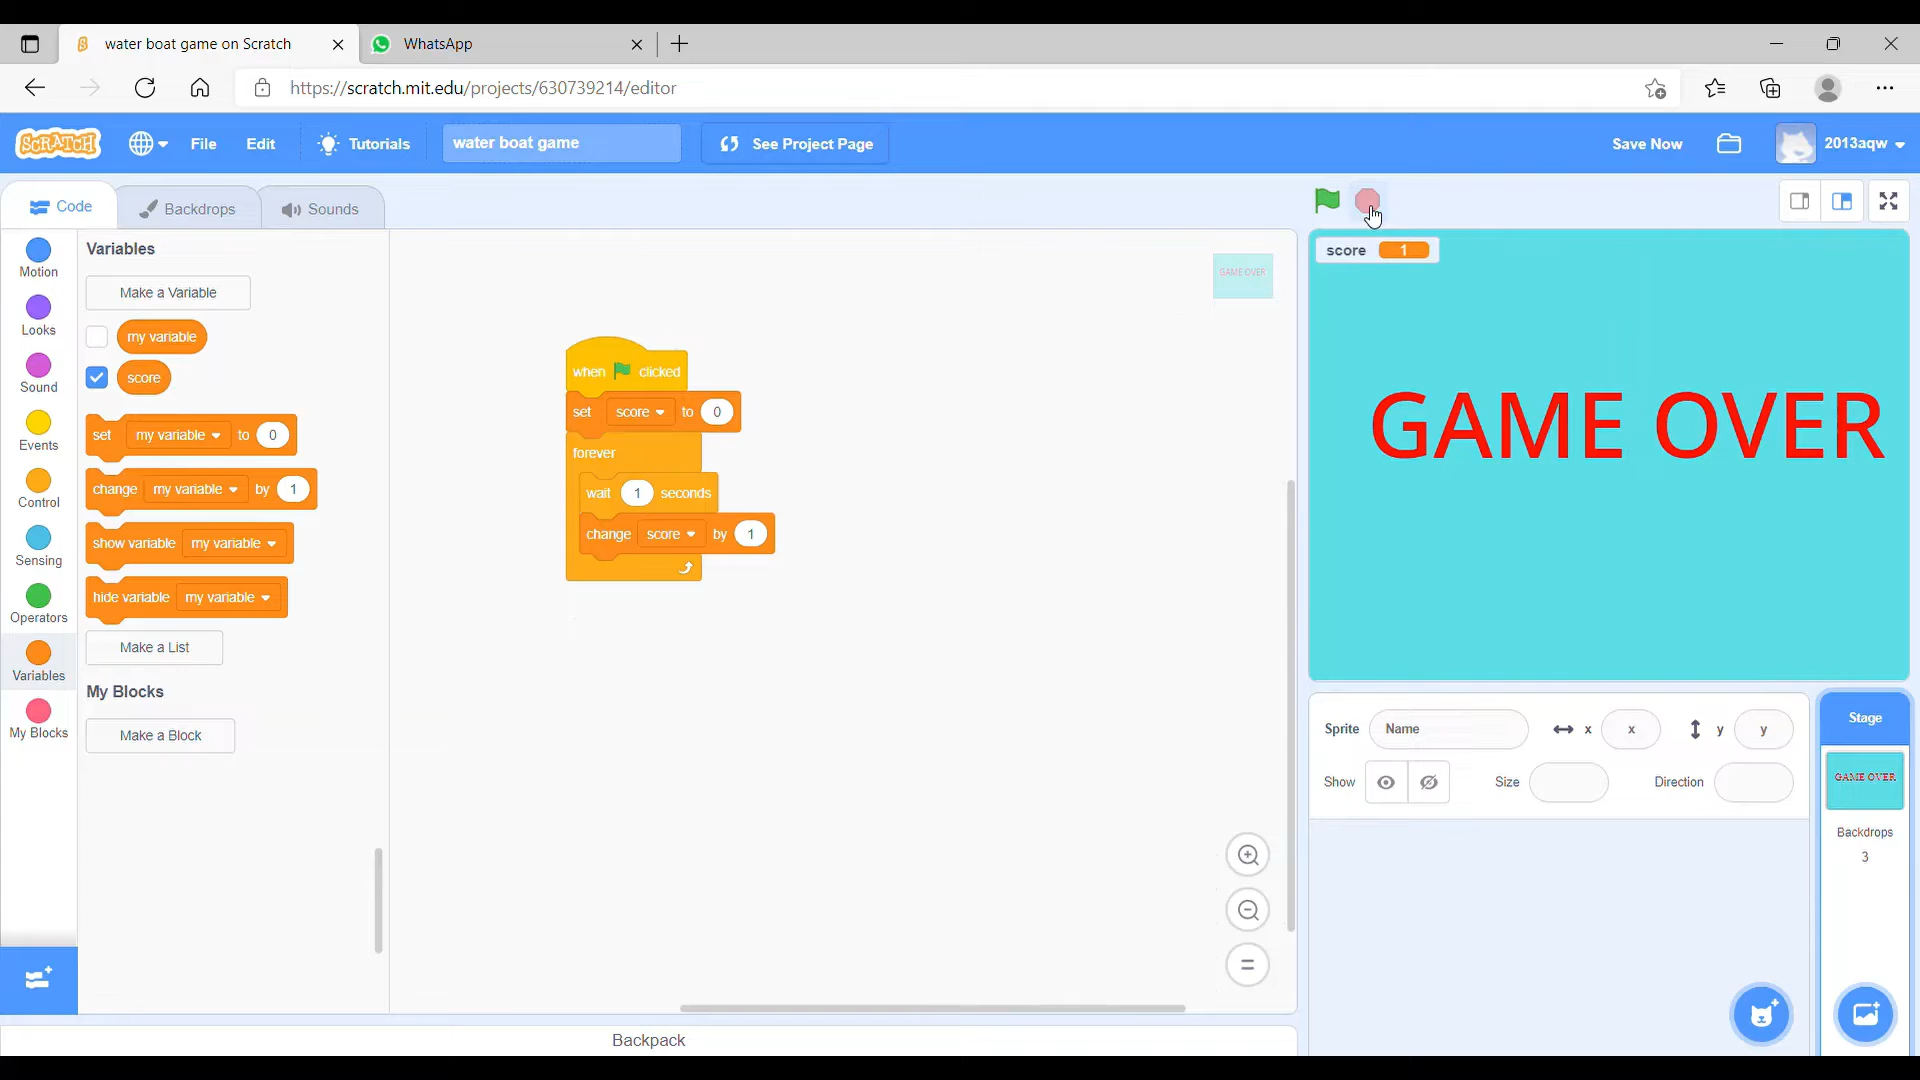 water boat game on Scratch
WhatsApp
https://scratch.mit.edu/projects/630739214/editor
SCRATCH
File
Edit
Tutorials
water boat game
See Project Page
Save Now
2013aqw
Code
Backdrops
Sounds
Motion
Looks
Sound
Events
Control
Sensing
Operators
Variables
My Blocks
Variables
Make a Variable
my variable
score
set my variable to 0
change my variable by 1
show variable my variable
hide variable my variable
Make a List
My Blocks
Make a Block
when clicked
set score to 0
forever
wait 1 seconds
change score by 1
GAME OVER
Backpack
score 1
GAME OVER
Sprite Name x x y y
Show Size Direction
Stage
GAME OVER
Backdrops
3